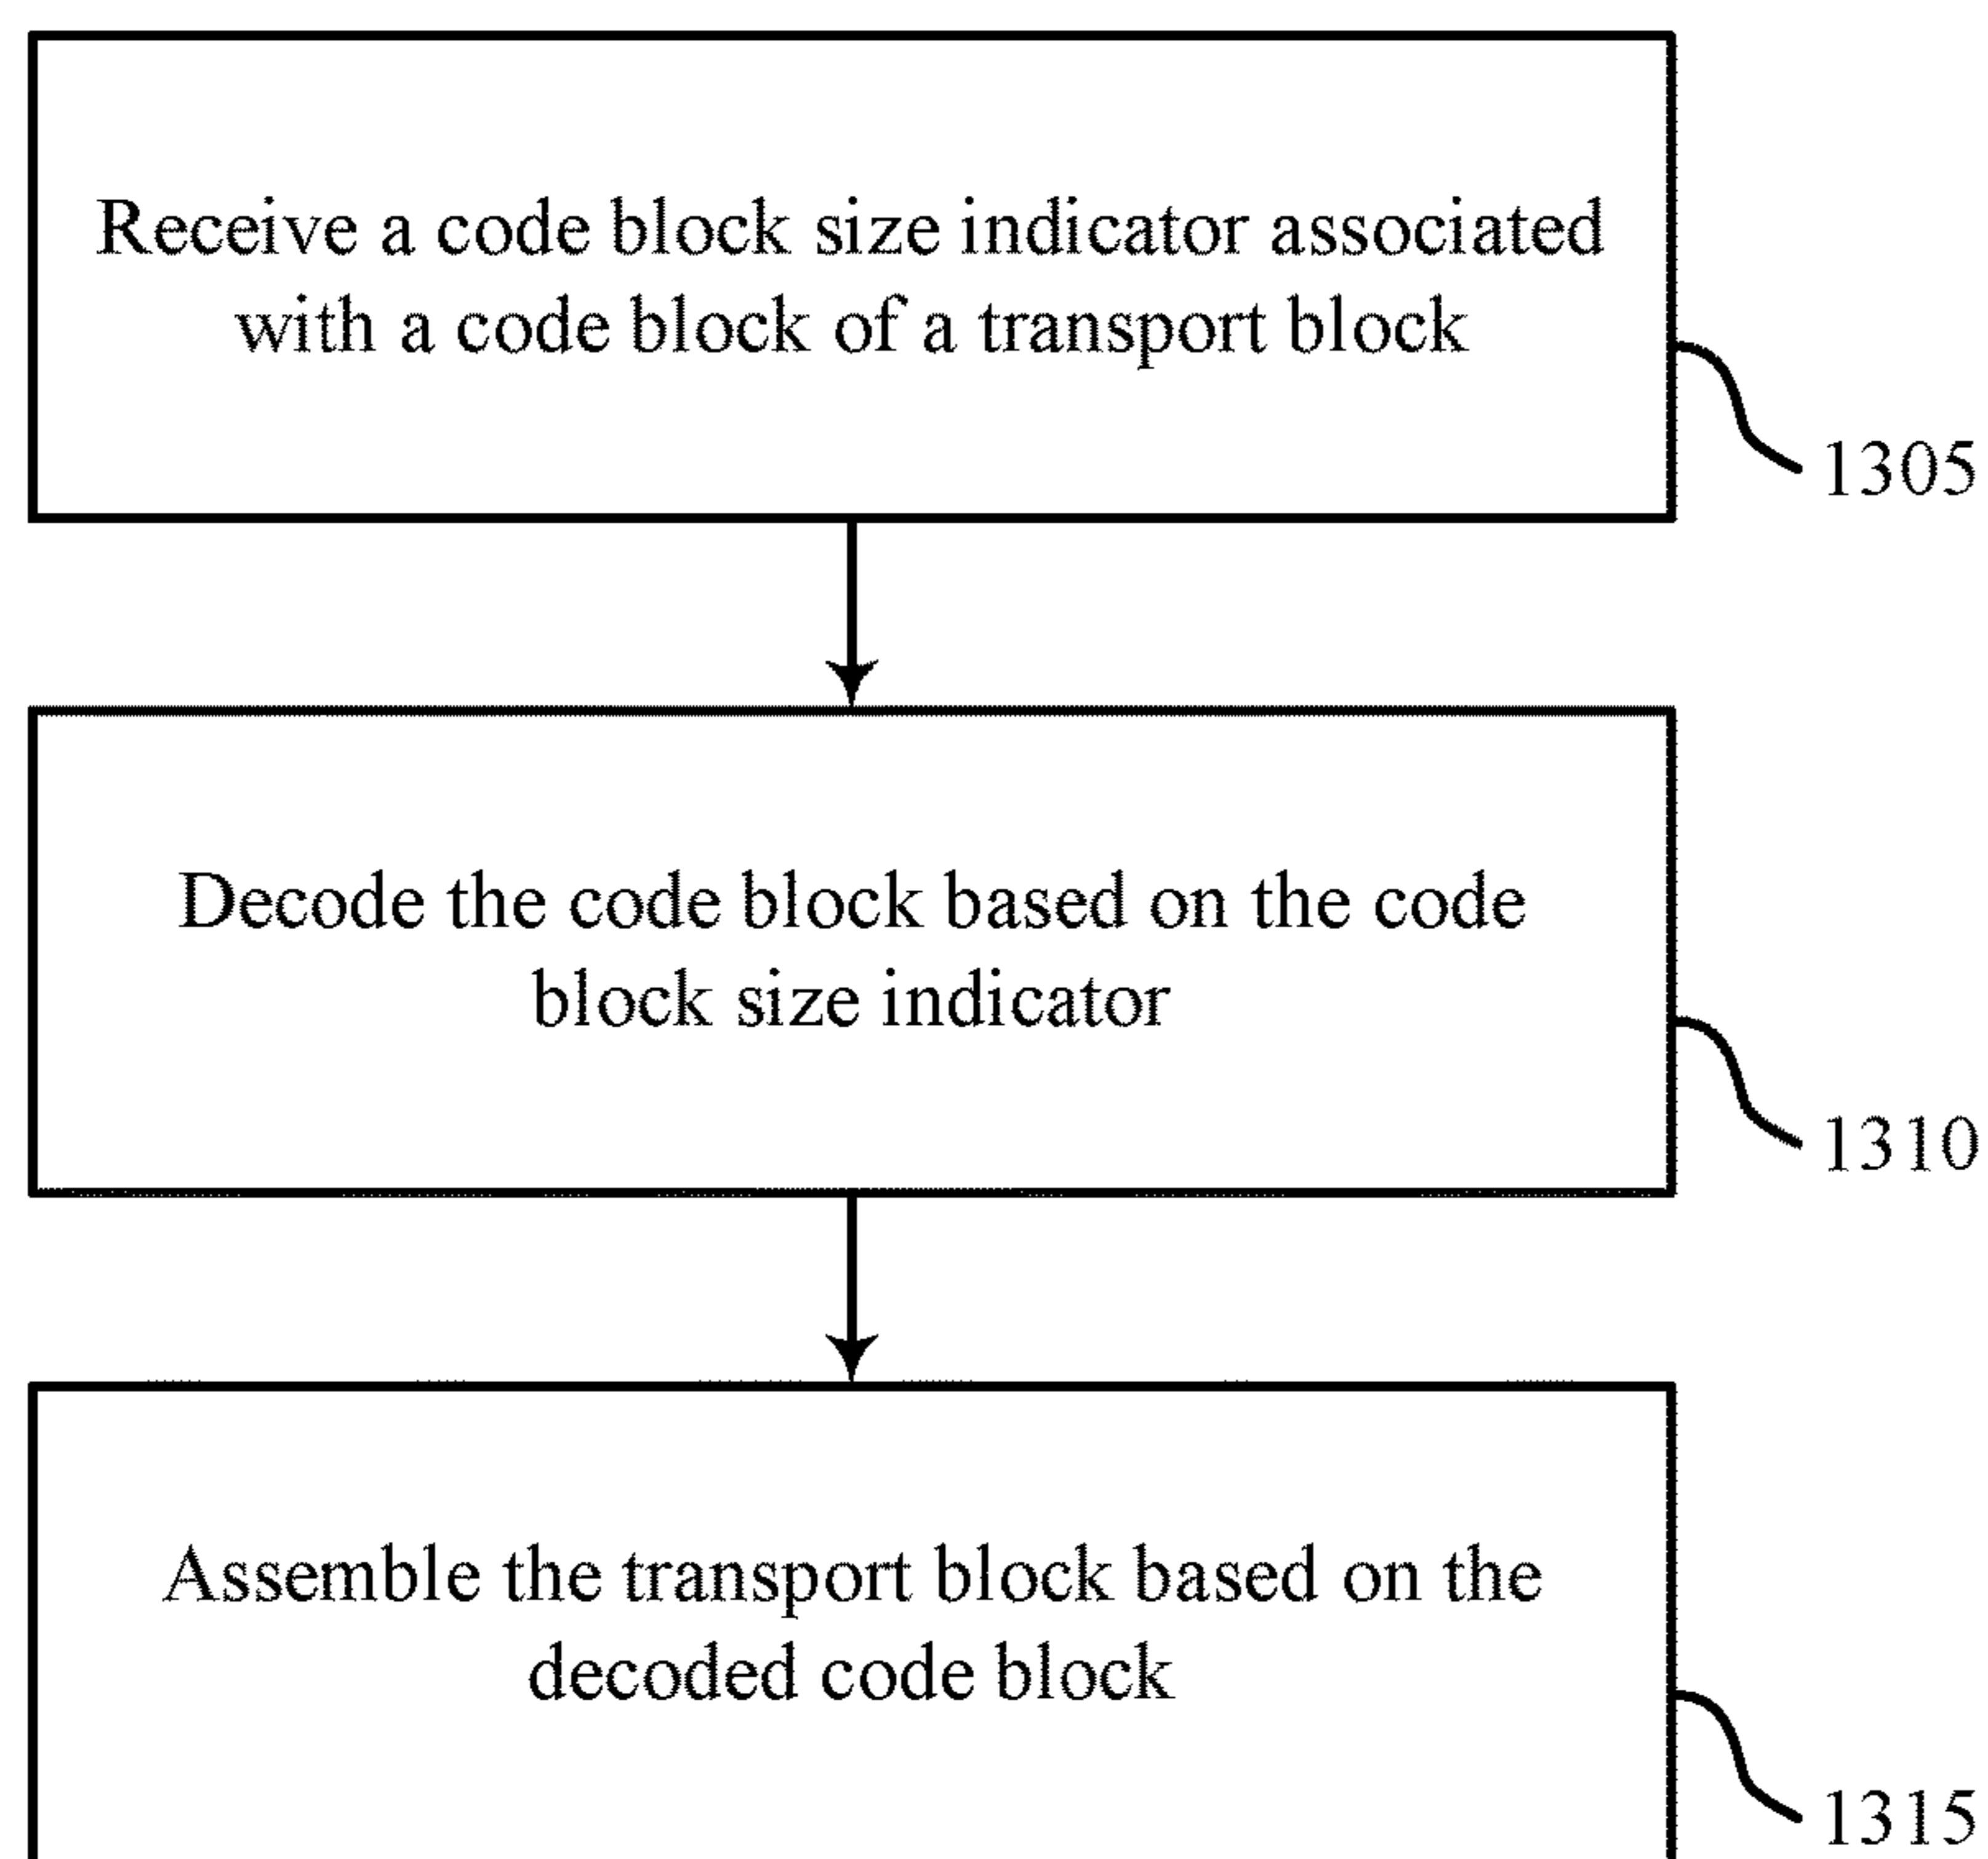 Receive a code block size indicator associated
with a code block of a transport block
1305
Decode the code block based on the code
block size indicator
1310
Assemble the transport block based on the
decoded code block
1315